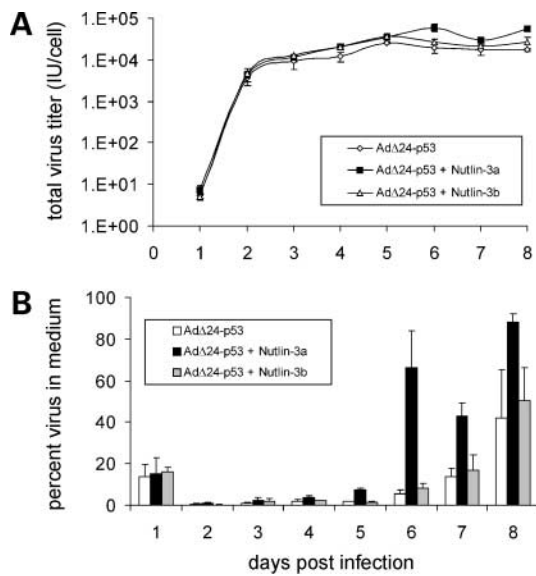 A
total virus titer (IU/cell)
1.E+05
1.E+04
1.E+03
1.E+02
1.E+01
1.E+00
0 1 2 3 4 5 6 7 8
AdΔ24-p53
AdΔ24-p53 + Nutlin-3a
AdΔ24-p53 + Nutlin-3b
B
percent virus in medium
100
80
60
40
20
0
AdΔ24-p53
AdΔ24-p53 + Nutlin-3a
AdΔ24-p53 + Nutlin-3b
1 2 3 4 5 6 7 8
days post infection